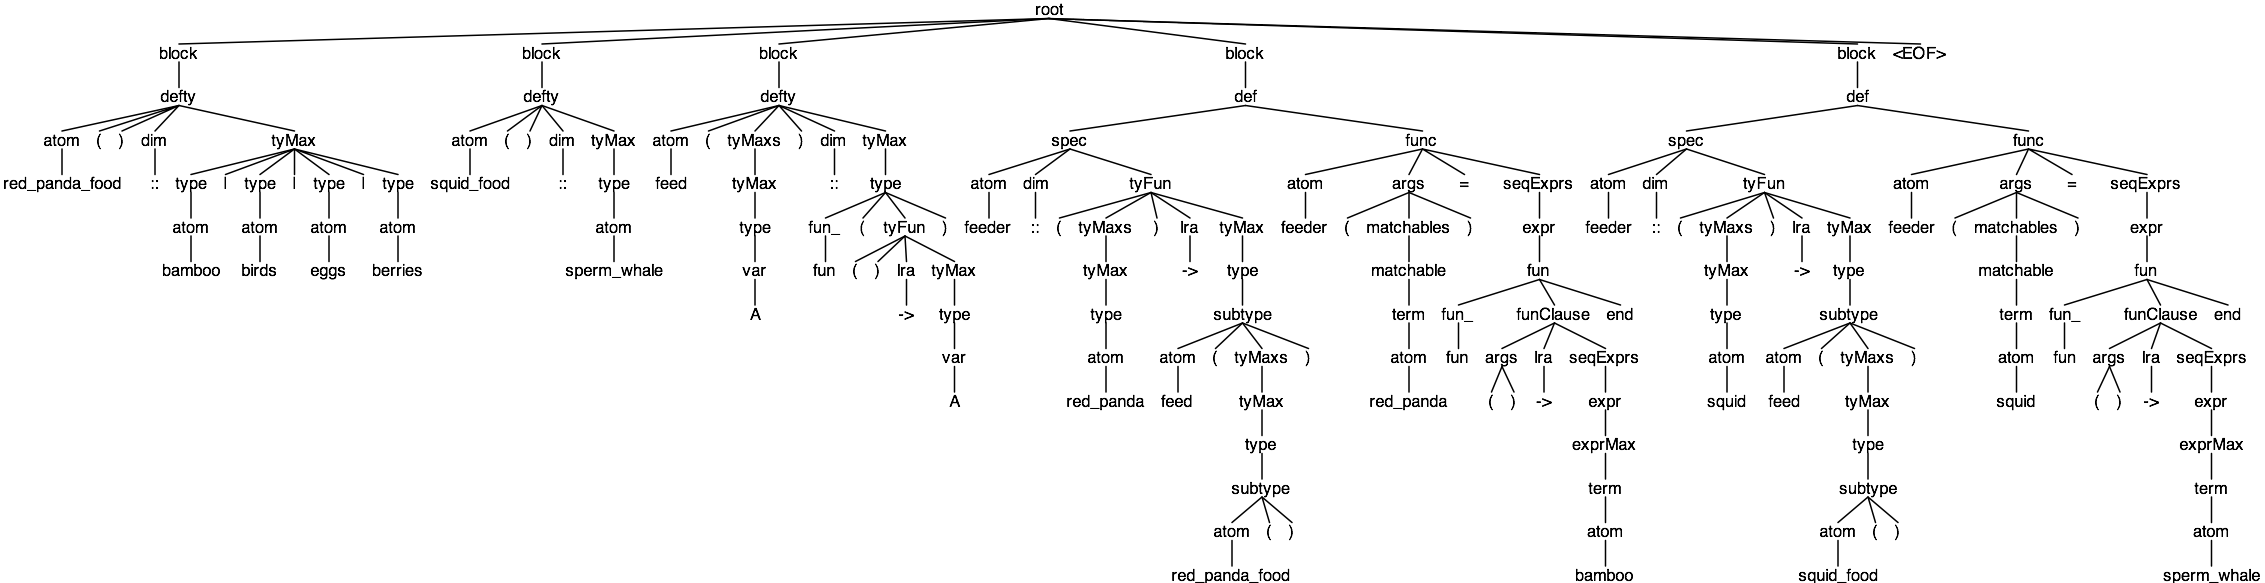 root
block block block block block <EOF>
defty defty defty def def
atom ( ) dim tyMax atom ( ) dim tyMax atom ( tyMaxs ) dim tyMax spec func spec func
red_panda_food :: type | type | type | type squid_food :: type feed tyMax :: type atom dim tyFun atom args = seqExprs atom dim tyFun atom args = seqExprs
atom atom atom atom atom type fun_ ( tyFun ) feeder :: ( tyMaxs ) lra tyMax feeder ( matchables ) expr feeder :: ( tyMaxs ) lra tyMax feeder ( matchables ) expr
bamboo birds eggs berries sperm_whale var fun ( ) lra tyMax tyMax -> type matchable fun tyMax -> type matchable fun
A -> type type subtype term fun_ funClause end type subtype term fun_ funClause end
var atom atom ( tyMaxs ) atom fun args lra seqExprs atom atom ( tyMaxs ) atom fun args lra seqExprs
A red_panda feed tyMax red_panda ( ) -> expr squid feed tyMax squid ( ) -> expr
type exprMax type exprMax
subtype term subtype term
atom ( ) atom atom ( ) atom
red_panda_food bamboo squid_food sperm_whale